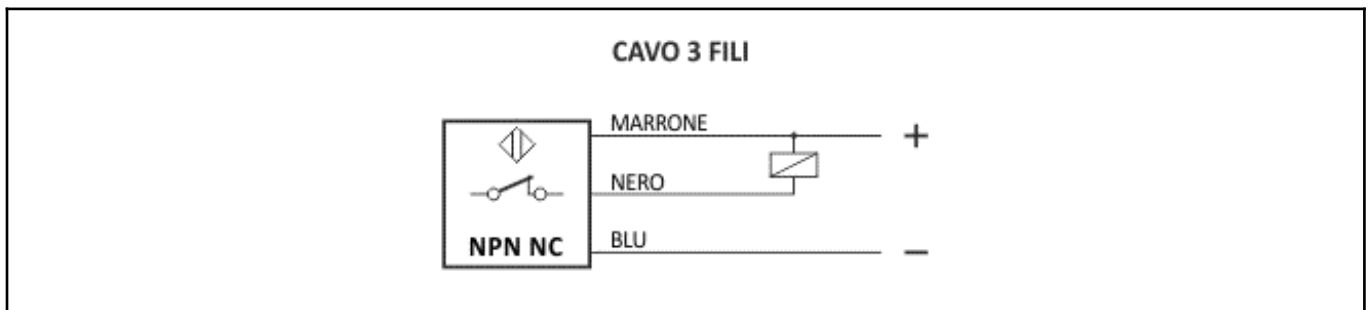 CAVO 3 FILI
MARRONE
+
NERO
NPN NC
BLU
−